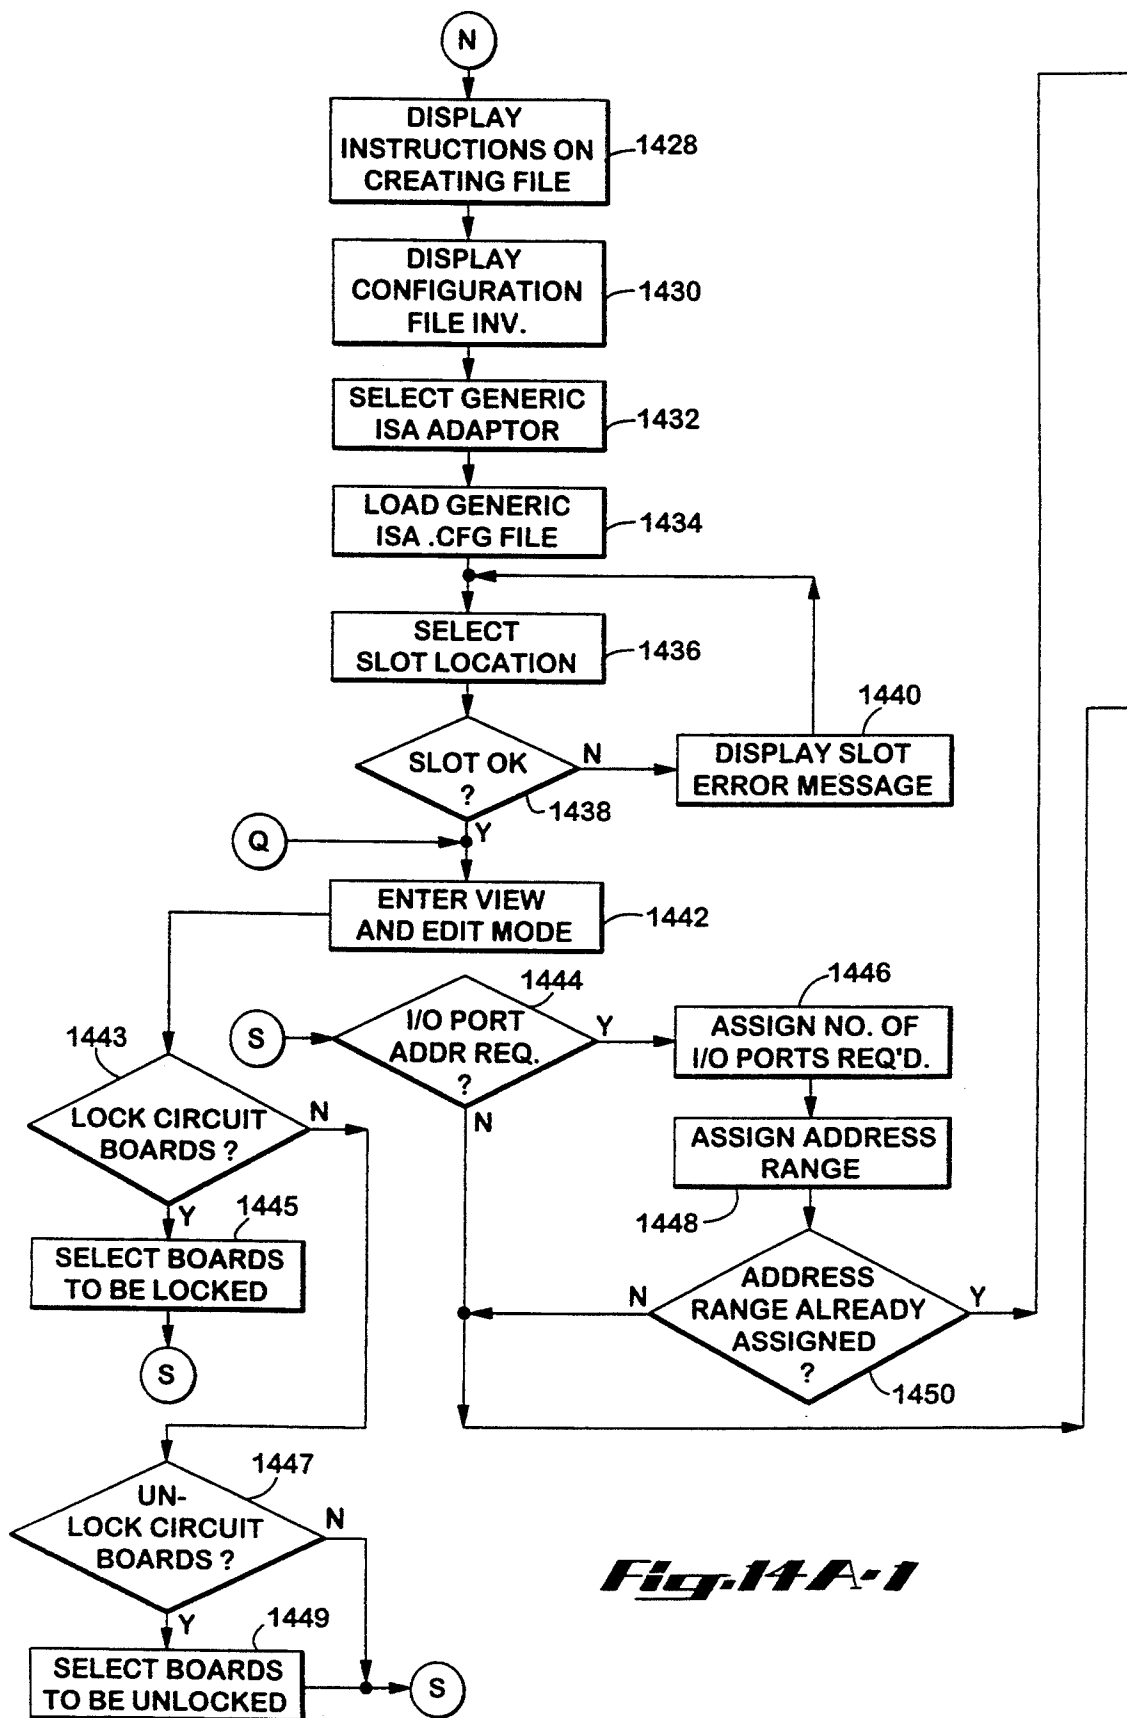 N
DISPLAY
INSTRUCTIONS ON
CREATING FILE
1428
DISPLAY
CONFIGURATION
FILE INV.
1430
SELECT GENERIC
ISA ADAPTOR
1432
LOAD GENERIC
ISA .CFG FILE
1434
SELECT
SLOT LOCATION
1436
SLOT OK
?
1438
N
Y
1440
DISPLAY SLOT
ERROR MESSAGE
Q
ENTER VIEW
AND EDIT MODE
1442
S
1444
I/O PORT
ADDR REQ.
?
Y
N
1446
ASSIGN NO. OF
I/O PORTS REQ'D.
ASSIGN ADDRESS
RANGE
1448
ADDRESS
RANGE ALREADY
ASSIGNED
?
N
Y
1450
1443
LOCK CIRCUIT
BOARDS ?
N
Y
1445
SELECT BOARDS
TO BE LOCKED
S
1447
UN-
LOCK CIRCUIT
BOARDS ?
N
Y
1449
SELECT BOARDS
TO BE UNLOCKED
S
Fig.14A-1